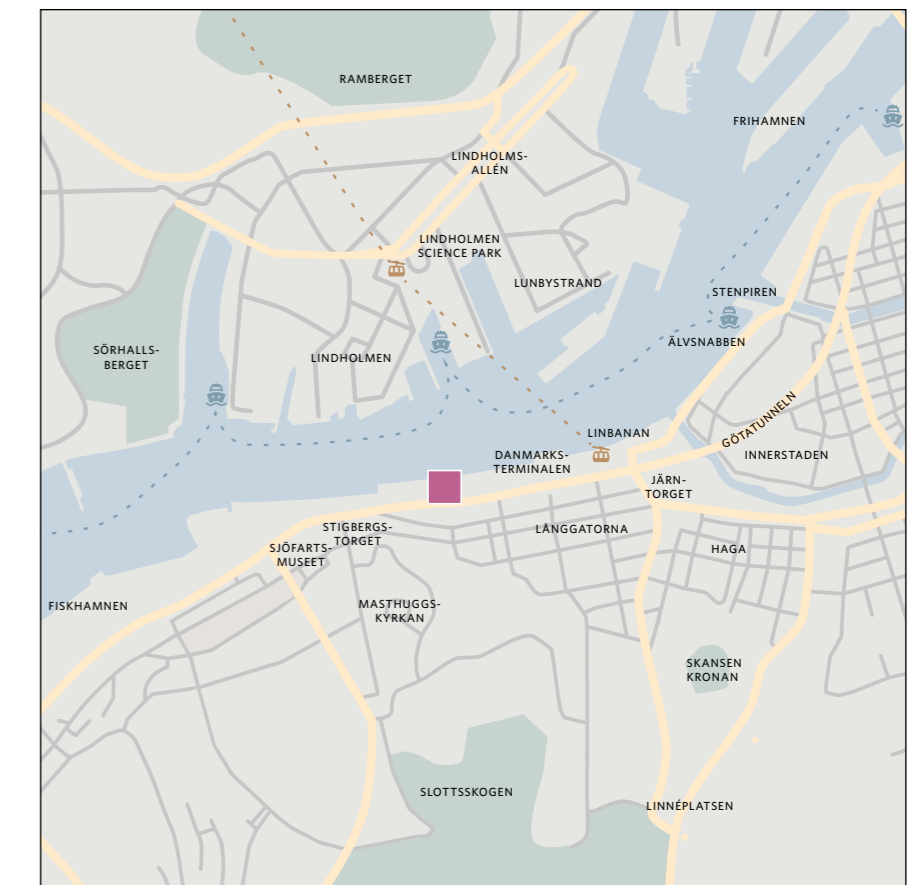 RAMBERGET
FRIHAMNEN
LINDHOLMS-
ALLÉN
LINDHOLMEN
SCIENCE PARK
LUNBYSTRAND
STENPIREN
ÄLVSNABBEN
SÖRHALLS-
BERGET
LINDHOLMEN
GÖTATUNNELN
LINBANAN
DANMARKS-
TERMINALEN
INNERSTADEN
JÄRN-
TORGET
STIGBERGS-
TORGET
LÅNGGATORNA
SJÖFARTS-
MUSEET
HAGA
FISKHAMNEN
MASTHUGGS-
KYRKAN
SKANSEN
KRONAN
SLOTTSSKOGEN
LINNÉPLATSEN